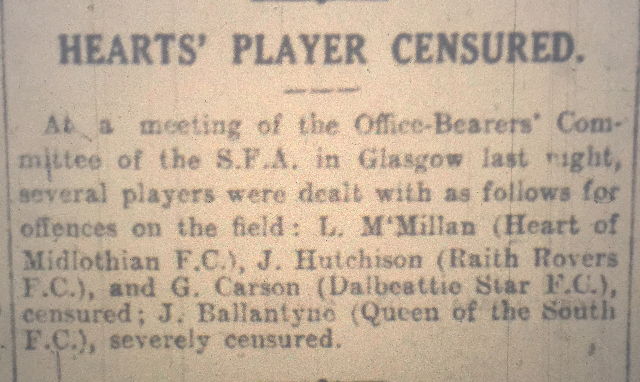 HEARTS' PLAYER CENSURED.
At a meeting of the Office-Bearers' Com-
mittee of the S.F.A. in Glasgow last night,
several players were dealt with as follows for
offences on the field: L. M'Millan (Heart of
Midlothian F.C.), J. Hutchison (Raith Rovers
F.C.), and G. Carson (Dalbeattie Star F.C.),
censured; J. Ballantyne (Queen of the South
F.C.), severely censured.